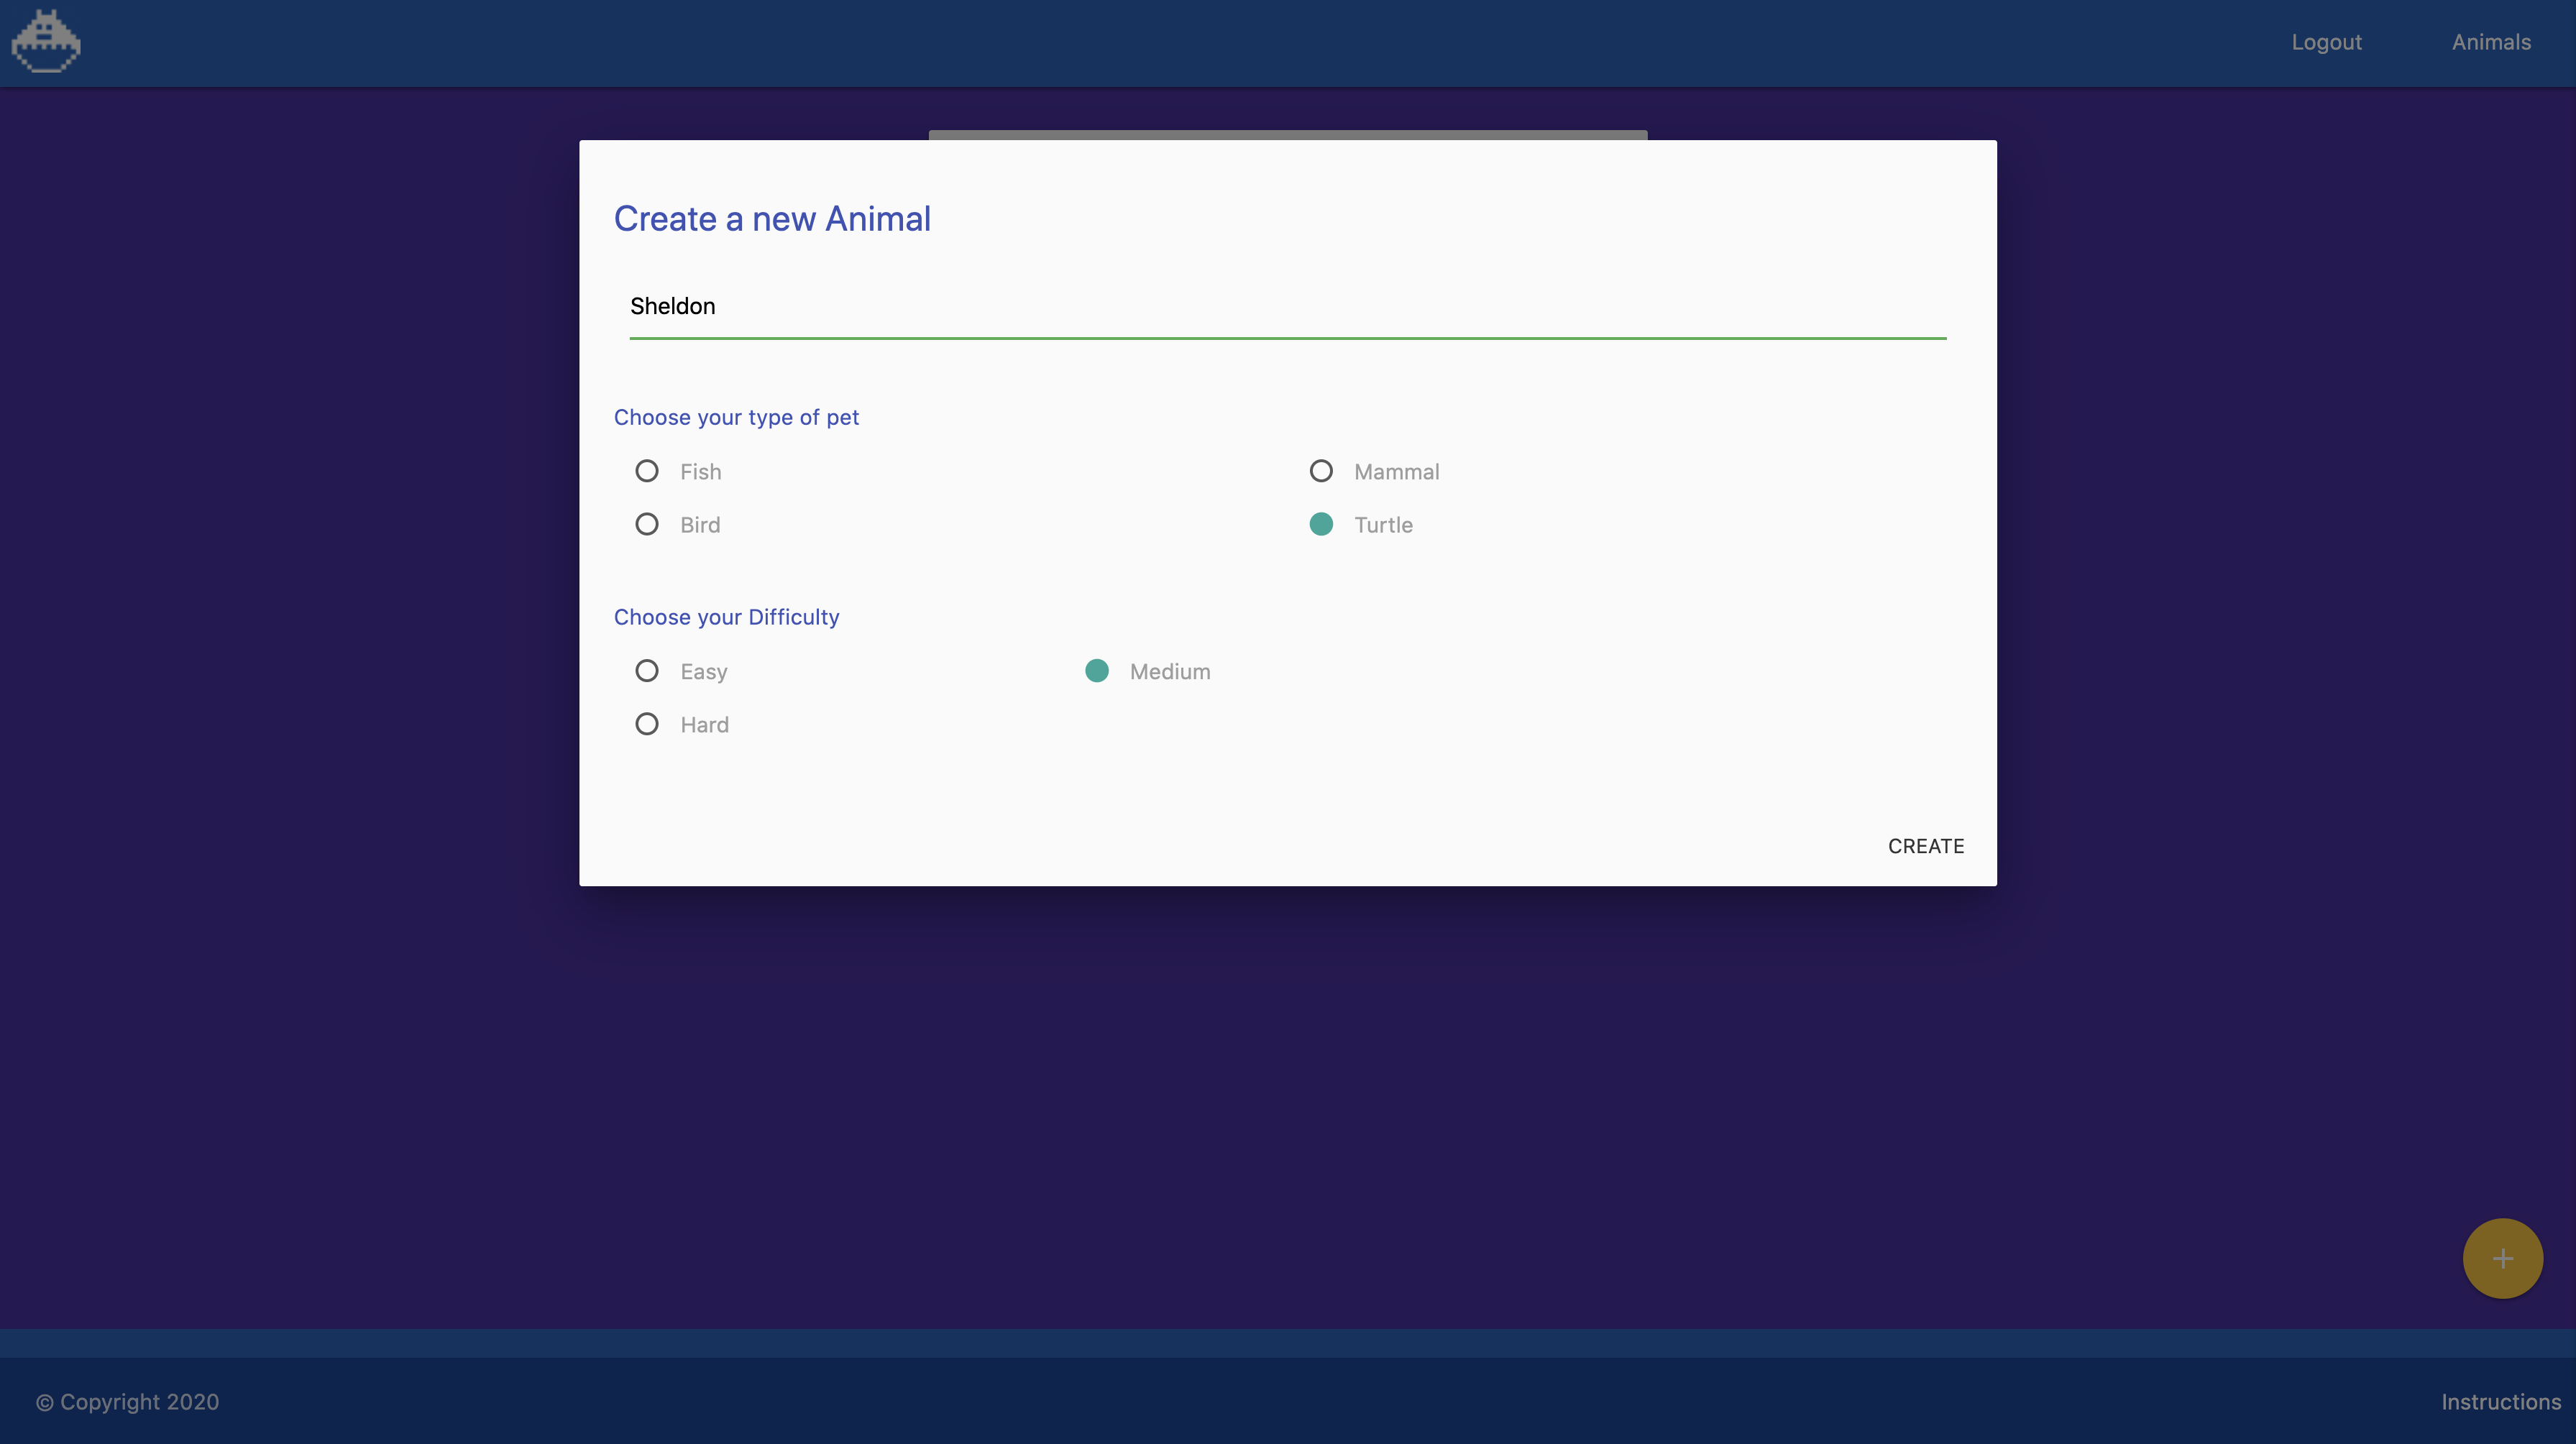 Logout Animals
Create a new Animal
Sheldon
Choose your type of pet
Fish Mammal
Bird Turtle
Choose your Difficulty
Easy Medium
Hard
CREATE
© Copyright 2020 Instructions